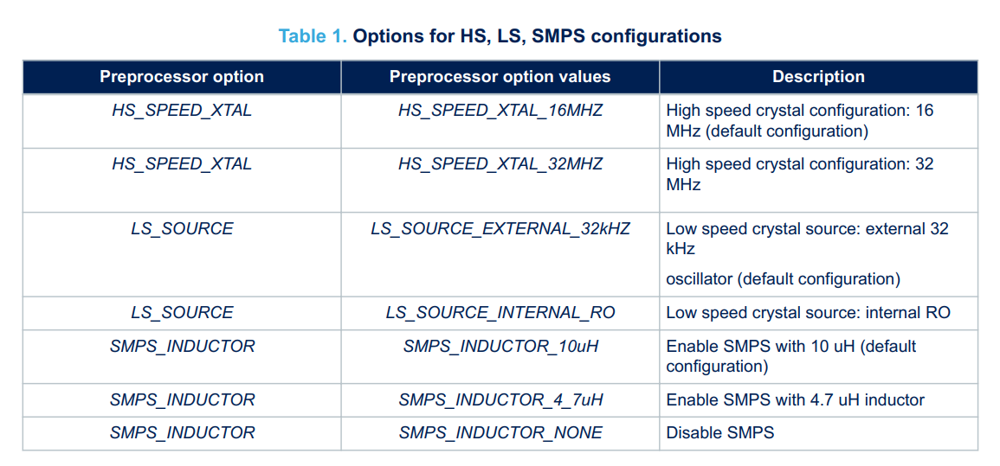 Table 1. Options for HS, LS, SMPS configurations
Preprocessor option Preprocessor option values Description
HS_SPEED_XTAL HS_SPEED_XTAL_16MHZ High speed crystal configuration: 16
MHz (default configuration)
HS_SPEED_XTAL HS_SPEED_XTAL_32MHZ High speed crystal configuration: 32
MHz
LS_SOURCE LS_SOURCE_EXTERNAL_32kHZ Low speed crystal source: external 32
kHz
oscillator (default configuration)
LS_SOURCE LS_SOURCE_INTERNAL_RO Low speed crystal source: internal RO
SMPS_INDUCTOR SMPS_INDUCTOR_10uH Enable SMPS with 10 uH (default
configuration)
SMPS_INDUCTOR SMPS_INDUCTOR_4_7uH Enable SMPS with 4.7 uH inductor
SMPS_INDUCTOR SMPS_INDUCTOR_NONE Disable SMPS